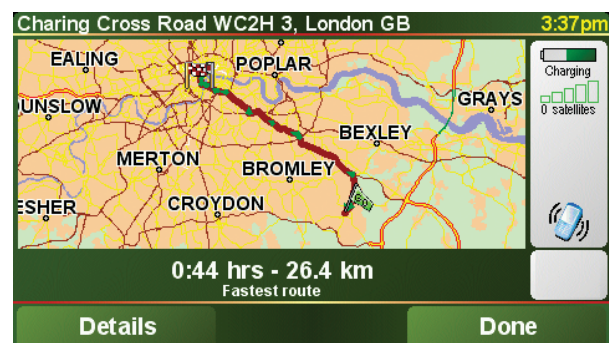 Charing Cross Road WC2H 3, London GB
3:37pm
EALING
POPLAR
Charging
0 satellites
UNSLOW
GRAYS
BEXLEY
MERTON
BROMLEY
ESHER
CROYDON
0:44 hrs - 26.4 km
Fastest route
Details
Done